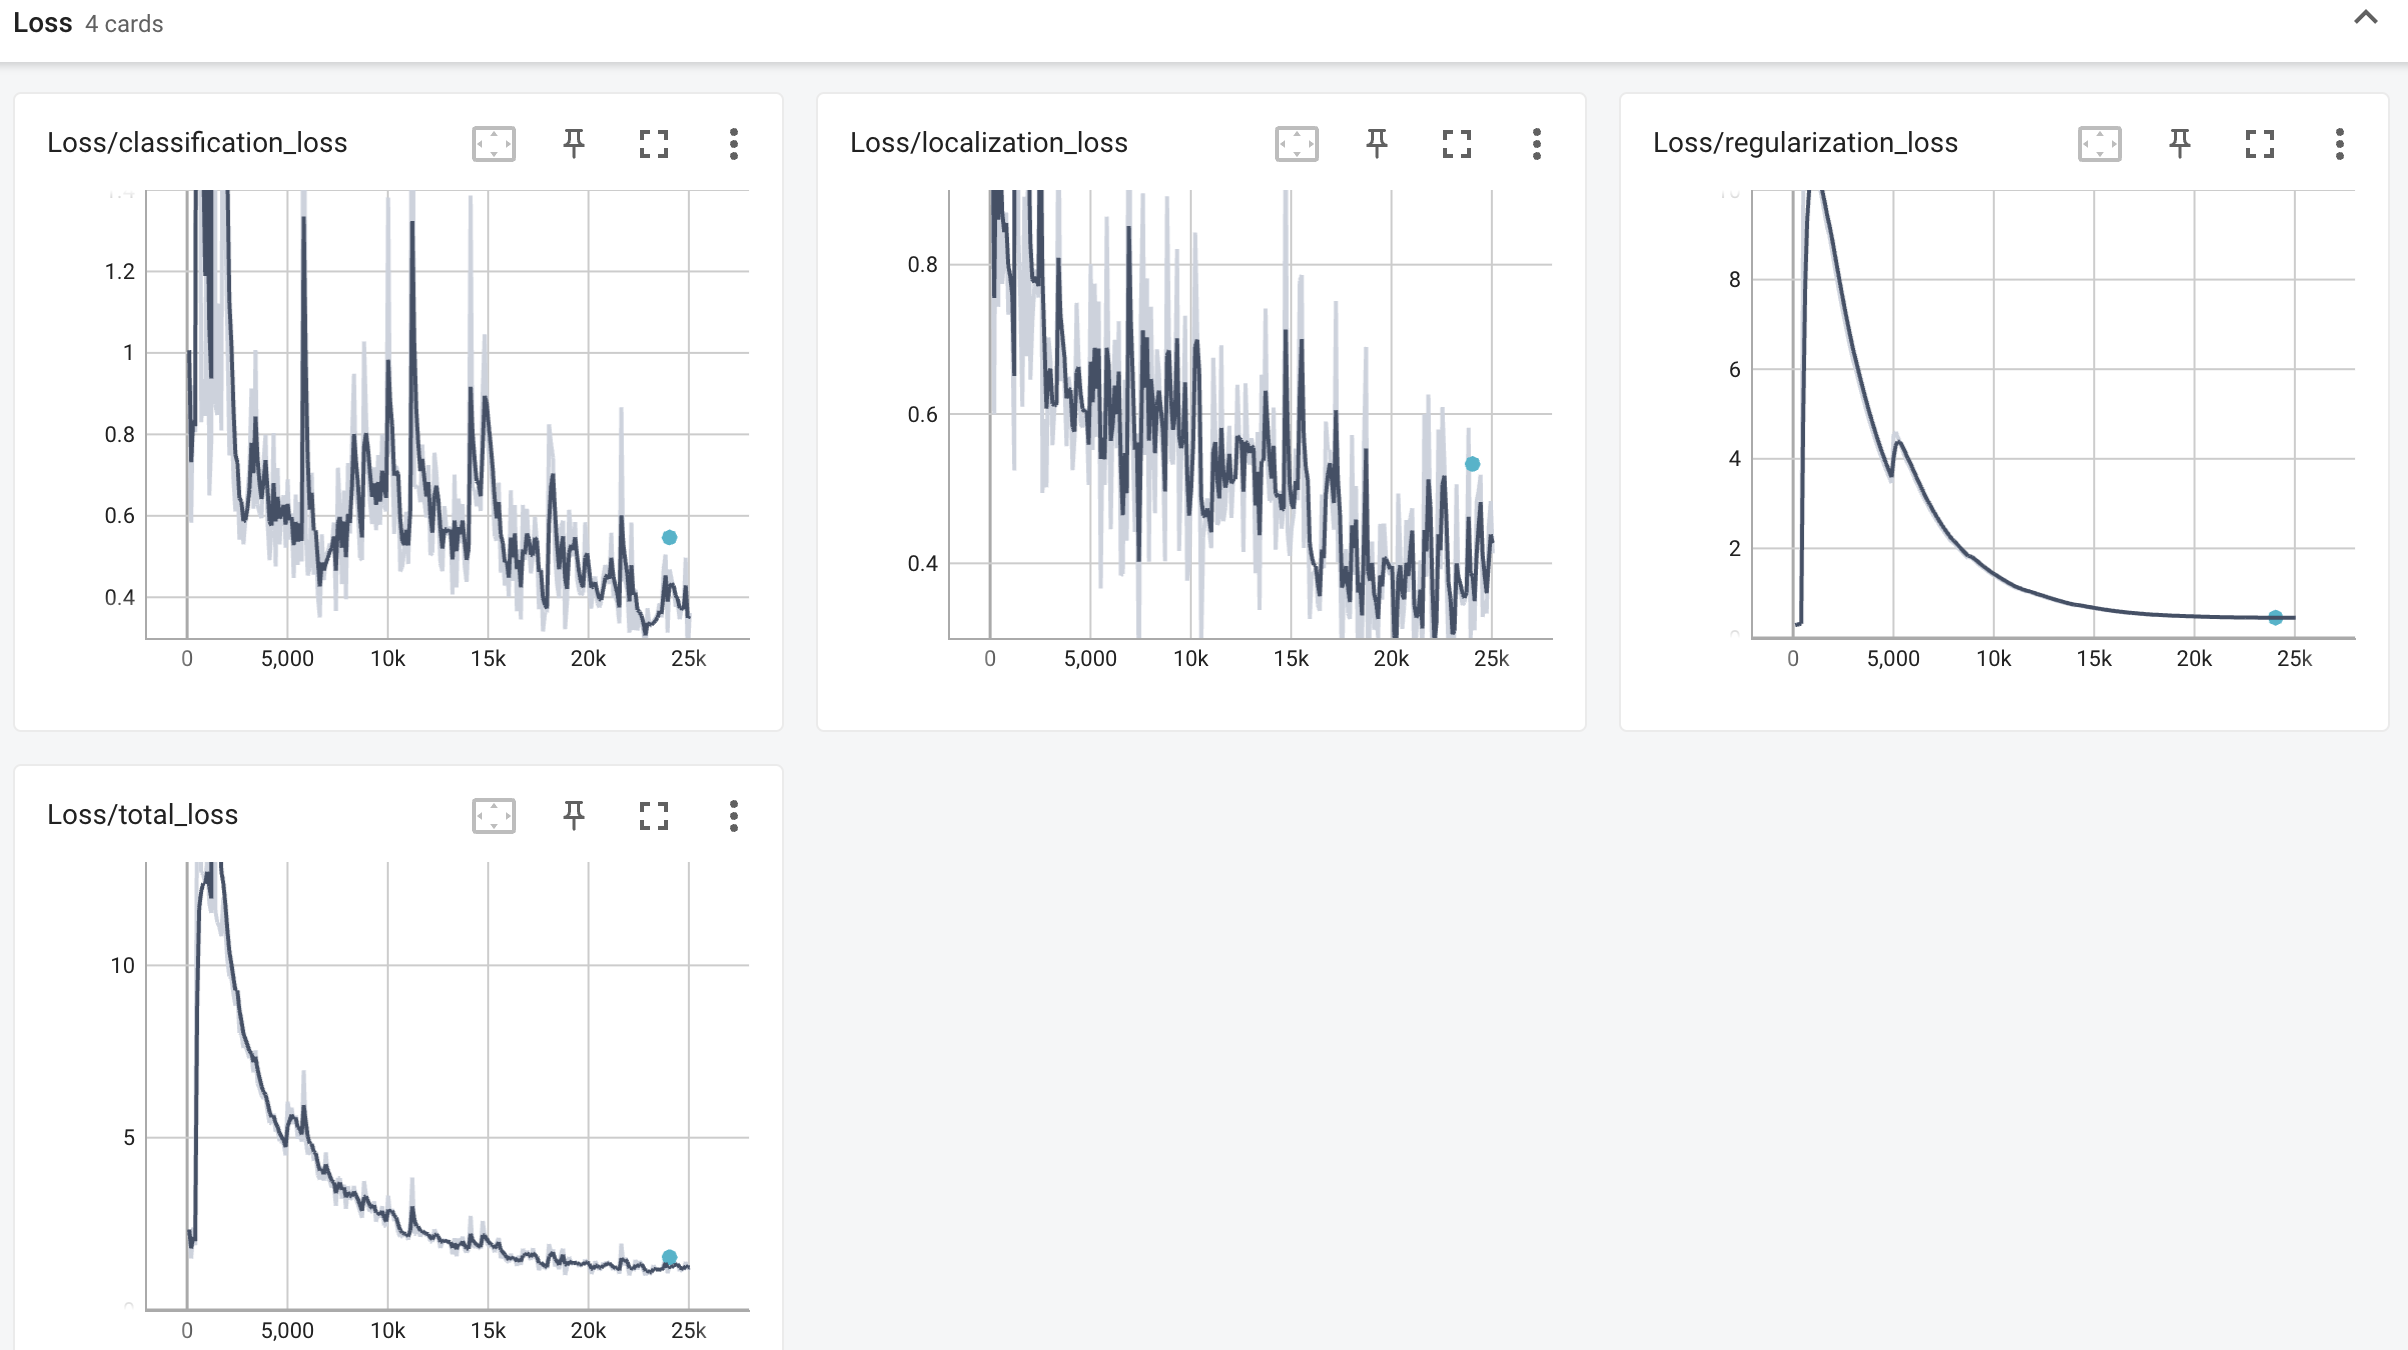 Loss 4 cards
Loss/classification_loss
1.2
1
0.8
0.6
0.4
0 5,000 10k 15k 20k 25k
Loss/localization_loss
0.8
0.6
0.4
0 5,000 10k 15k 20k 25k
Loss/regularization_loss
8
6
4
2
0 5,000 10k 15k 20k 25k
Loss/total_loss
10
5
0 5,000 10k 15k 20k 25k